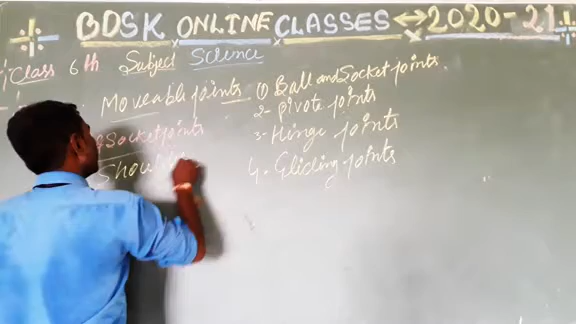 BDSK ONLINE CLASSES ↔ 2020-21
Class 6th Subject Science
Moveable joints
Socket joints
1 Ball and Socket joints.
2- pivote joints
3- Hinge joints
4. Gliding joints